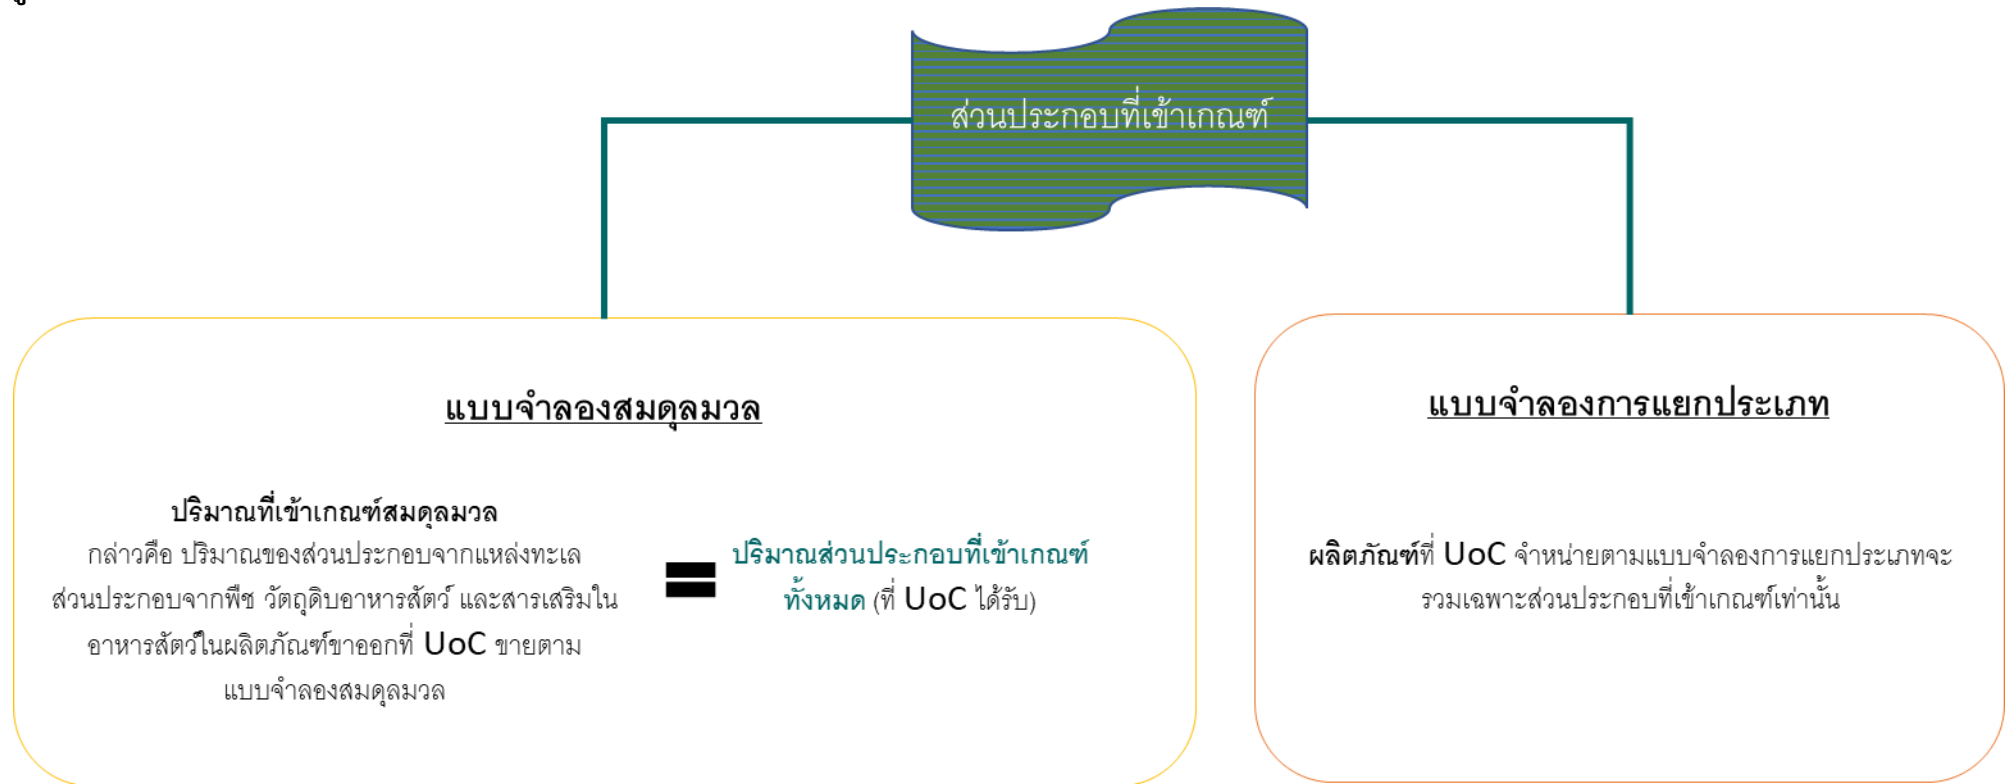 ส่วนประกอบที่เข้าเกณฑ์
แบบจำลองสมดุลมวล
ปริมาณที่เข้าเกณฑ์สมดุลมวล
กล่าวคือ ปริมาณของส่วนประกอบจากแหล่งทะเล
ส่วนประกอบจากพืช วัตถุดิบอาหารสัตว์ และสารเสริมใน
อาหารสัตว์ในผลิตภัณฑ์ขาออกที่ UoC ขายตาม
แบบจำลองสมดุลมวล
=
ปริมาณส่วนประกอบที่เข้าเกณฑ์
ทั้งหมด (ที่ UoC ได้รับ)
แบบจำลองการแยกประเภท
ผลิตภัณฑ์ที่ UoC จำหน่ายตามแบบจำลองการแยกประเภทจะ
รวมเฉพาะส่วนประกอบที่เข้าเกณฑ์เท่านั้น